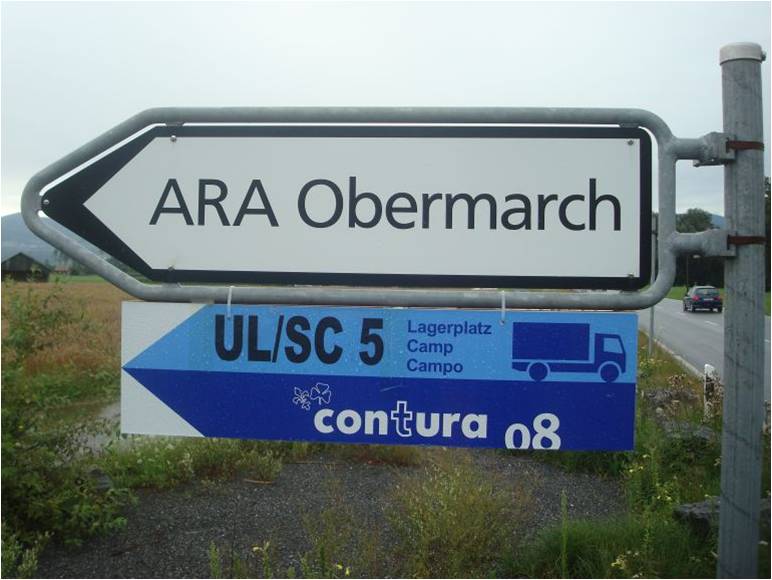 ARA Obermarch
UL/SC 5
Lagerplatz
Camp
Campo
contura 08